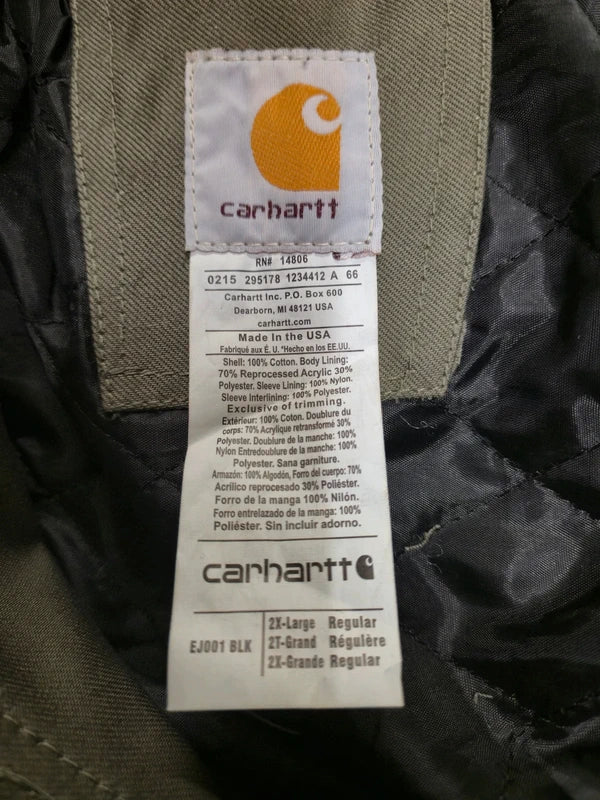 carhartt
RN# 14806
0215 295178 1234412 A 66
Carhartt Inc. P.O. Box 600
Dearborn, MI 48121 USA
carhartt.com
Made In the USA
Fabriqué aux É. U. *Hecho en los EE.UU.
Shell: 100% Cotton. Body Lining:
70% Reprocessed Acrylic 30%
Polyester. Sleeve Lining: 100% Nylon.
Sleeve Interlining: 100% Polyester.
Exclusive of trimming.
Extérieur: 100% Coton. Doublure du
corps: 70% Acrylique retransformé 30%
Polyester. Doublure de la manche: 100%
Nylon Entredoublure de la manche: 100%
Polyester. Sana garniture.
Armazón: 100% Algodón, Forro del cuerpo: 70%
Acrilico reprocesado 30% Poliéster.
Forro de la manga 100% Nilón.
Forro entrelazado de la manga: 100%
Poliéster. Sin incluir adorno.
carhartt
EJ001 BLK
2X-Large Regular
2T-Grand Régulère
2X-Grande Regular